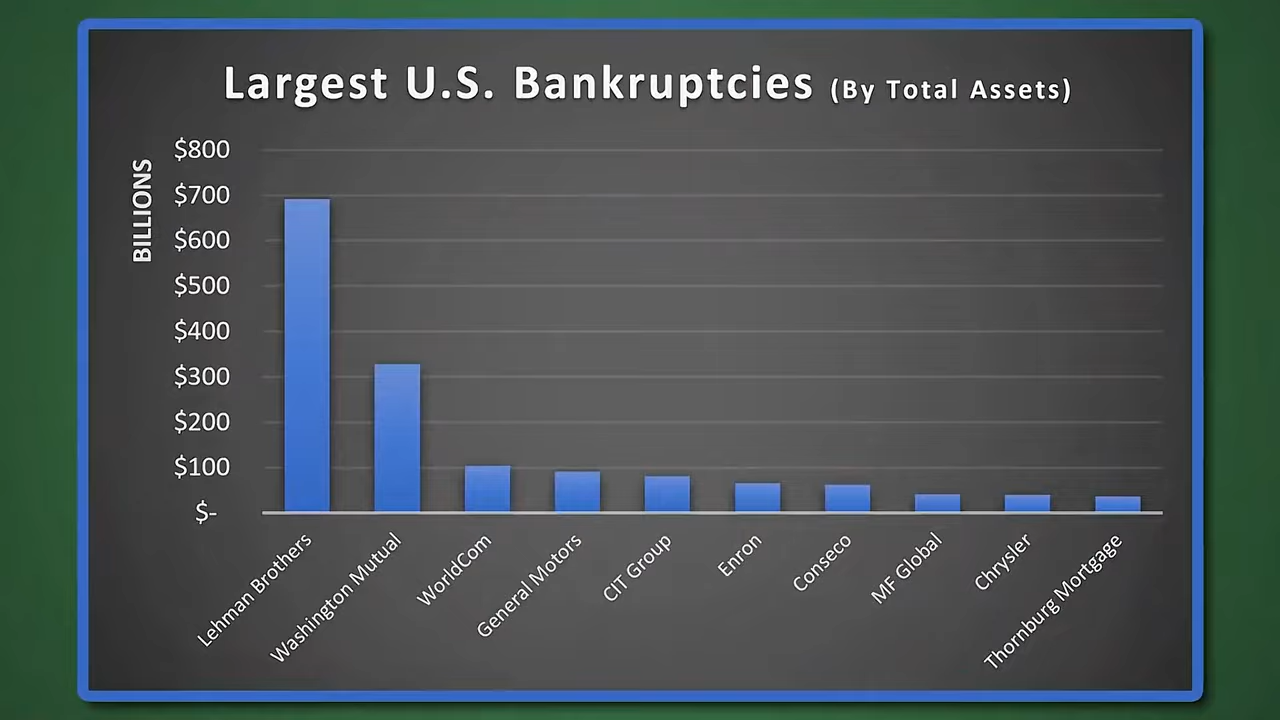 Largest U.S. Bankruptcies (By Total Assets)
BILLIONS
$800
$700
$600
$500
$400
$300
$200
$100
$-
Lehman Brothers
Washington Mutual
WorldCom
General Motors
CIT Group
Enron
Conseco
MF Global
Chrysler
Thornburg Mortgage